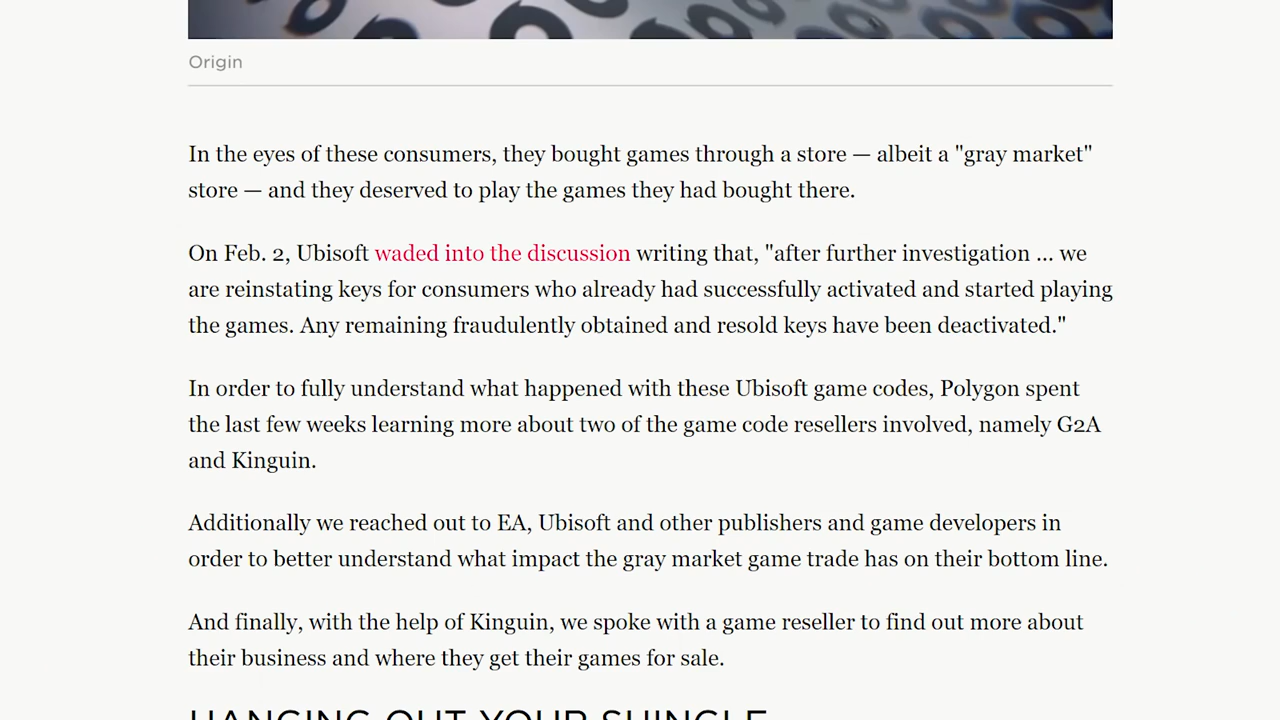 Origin
In the eyes of these consumers, they bought games through a store — albeit a "gray market"
store — and they deserved to play the games they had bought there.
On Feb. 2, Ubisoft waded into the discussion writing that, "after further investigation ... we
are reinstating keys for consumers who already had successfully activated and started playing
the games. Any remaining fraudulently obtained and resold keys have been deactivated."
In order to fully understand what happened with these Ubisoft game codes, Polygon spent
the last few weeks learning more about two of the game code resellers involved, namely G2A
and Kinguin.
Additionally we reached out to EA, Ubisoft and other publishers and game developers in
order to better understand what impact the gray market game trade has on their bottom line.
And finally, with the help of Kinguin, we spoke with a game reseller to find out more about
their business and where they get their games for sale.
HANGING OUT YOUR SHINGLE